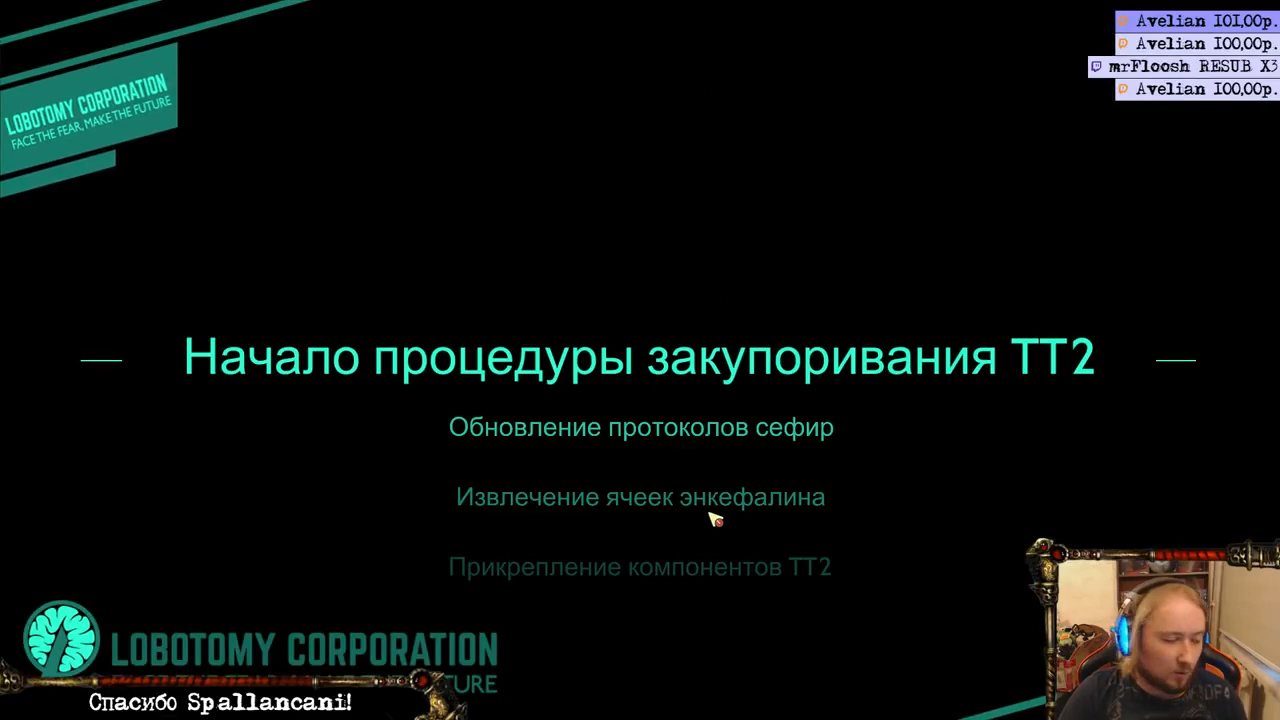 LOBOTOMY CORPORATION
FACE THE FEAR, MAKE THE FUTURE
Avelian 101,00р.
Avelian 100,00р.
mrFloosh RESUB X3
Avelian 100,00р.
Начало процедуры закупоривания TT2
Обновление протоколов сефир
Извлечение ячеек энкефалина
Прикрепление компонентов TT2
LOBOTOMY CORPORATION
TURE
Спасибо Spallancani!